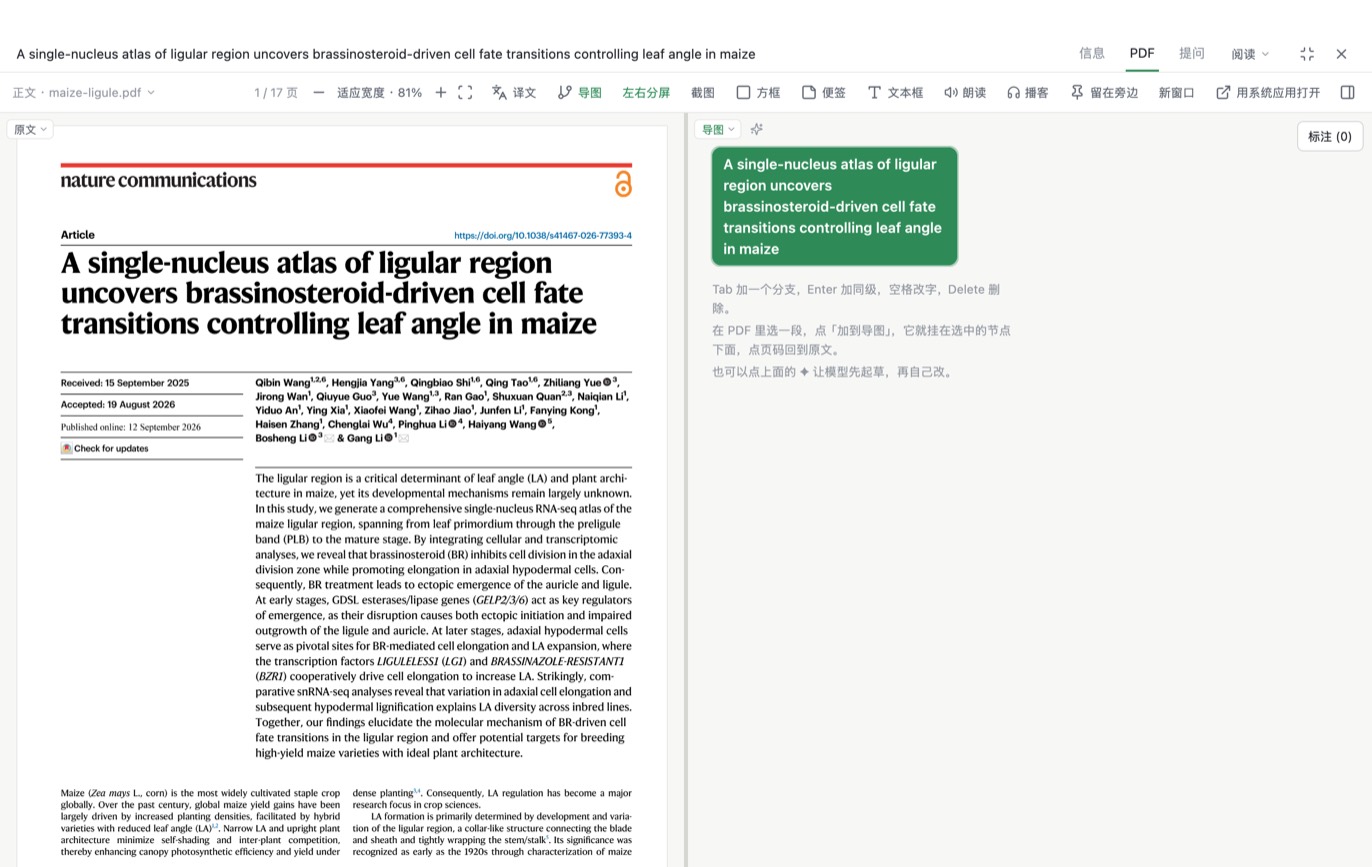 A single-nucleus atlas of ligular region uncovers brassinosteroid-driven cell fate transitions controlling leaf angle in maize
信息 PDF 提问 阅读
正文 · maize-ligule.pdf 1 / 17 页 — 适应宽度 · 81% + 译文 导图 左右分屏 截图 方框 便签 文本框 朗读 播客 留在旁边 新窗口 用系统应用打开
原文
nature communications
Article https://doi.org/10.1038/s41467-026-77393-4
A single-nucleus atlas of ligular region
uncovers brassinosteroid-driven cell fate
transitions controlling leaf angle in maize
Received: 15 September 2025
Accepted: 19 August 2026
Published online: 12 September 2026
Check for updates
Qibin Wang1,2,6, Hengjia Yang3,6, Qingbiao Shi1,6, Qing Tao1,6, Zhiliang Yue3,
Jirong Wan1, Qiuyue Guo3, Yue Wang1,3, Ran Gao1, Shuxuan Quan2,3, Naiqian Li1,
Yiduo An1, Ying Xia1, Xiaofei Wang1, Zihao Jiao1, Junfen Li1, Fanying Kong1,
Haisen Zhang1, Chenglai Wu4, Pinghua Li4, Haiyang Wang5,
Bosheng Li3 & Gang Li1
The ligular region is a critical determinant of leaf angle (LA) and plant archi-
tecture in maize, yet its developmental mechanisms remain largely unknown.
In this study, we generate a comprehensive single-nucleus RNA-seq atlas of the
maize ligular region, spanning from leaf primordium through the preligule
band (PLB) to the mature stage. By integrating cellular and transcriptomic
analyses, we reveal that brassinosteroid (BR) inhibits cell division in the adaxial
division zone while promoting elongation in adaxial hypodermal cells. Con-
sequently, BR treatment leads to ectopic emergence of the auricle and ligule.
At early stages, GDSL esterases/lipase genes (GELP2/3/6) act as key regulators
of emergence, as their disruption causes both ectopic initiation and impaired
outgrowth of the ligule and auricle. At later stages, adaxial hypodermal cells
serve as pivotal sites for BR-mediated cell elongation and LA expansion, where
the transcription factors LIGULELESS1 (LG1) and BRASSINAZOLE-RESISTANT1
(BZR1) cooperatively drive cell elongation to increase LA. Strikingly, com-
parative snRNA-seq analyses reveal that variation in adaxial cell elongation and
subsequent hypodermal lignification explains LA diversity across inbred lines.
Together, our findings elucidate the molecular mechanism of BR-driven cell
fate transitions in the ligular region and offer potential targets for breeding
high-yield maize varieties with ideal plant architecture.
Maize (Zea mays L., corn) is the most widely cultivated staple crop
globally. Over the past century, global maize yield gains have been
largely driven by increased planting densities, facilitated by hybrid
varieties with reduced leaf angle (LA)1,2. Narrow LA and upright plant
architecture minimize self-shading and inter-plant competition,
thereby enhancing canopy photosynthetic efficiency and yield under
dense planting3,4. Consequently, LA regulation has become a major
research focus in crop sciences.
LA formation is primarily determined by development and varia-
tion of the ligular region, a collar-like structure connecting the blade
and sheath and tightly wrapping the stem/stalk5. Its significance was
recognized as early as the 1920s through characterization of maize
导图
标注 (0)
A single-nucleus atlas of ligular
region uncovers
brassinosteroid-driven cell fate
transitions controlling leaf angle
in maize
Tab 加一个分支，Enter 加同级，空格改字，Delete 删
除。
在 PDF 里选一段，点「加到导图」，它就挂在选中的节点
下面，点页码回到原文。
也可以点上面的 ✦ 让模型先起草，再自己改。